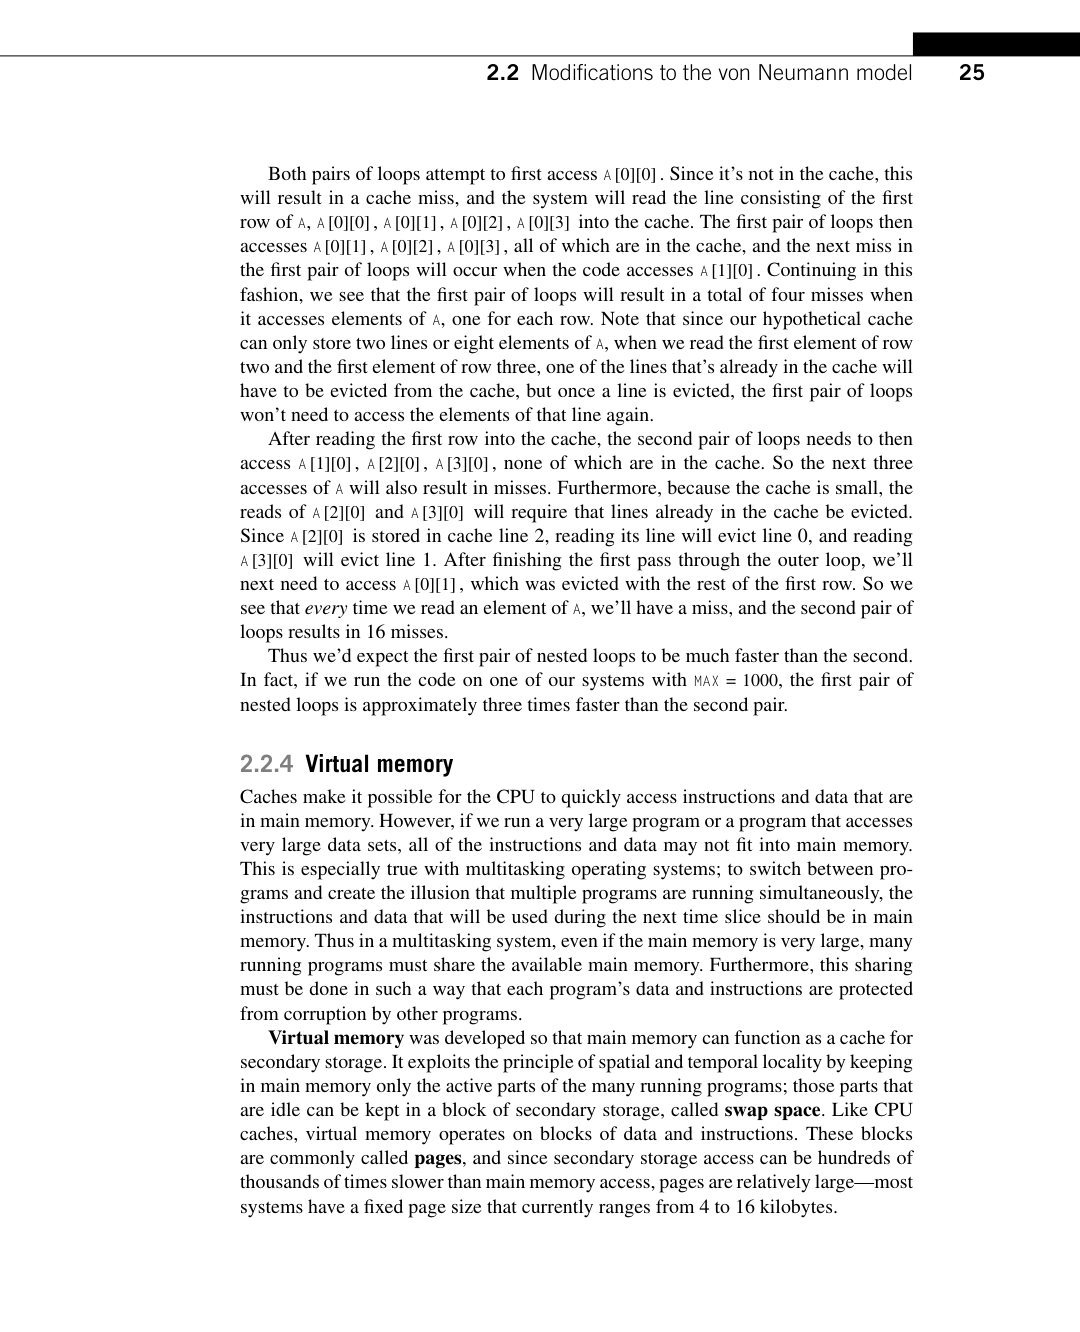 2.2 Modifications to the von Neumann model 25
Both pairs of loops attempt to first access A[0][0]. Since it’s not in the cache, this
will result in a cache miss, and the system will read the line consisting of the first
row of A, A[0][0], A[0][1], A[0][2], A[0][3] into the cache. The first pair of loops then
accesses A[0][1], A[0][2], A[0][3], all of which are in the cache, and the next miss in
the first pair of loops will occur when the code accesses A[1][0]. Continuing in this
fashion, we see that the first pair of loops will result in a total of four misses when
it accesses elements of A, one for each row. Note that since our hypothetical cache
can only store two lines or eight elements of A, when we read the first element of row
two and the first element of row three, one of the lines that’s already in the cache will
have to be evicted from the cache, but once a line is evicted, the first pair of loops
won’t need to access the elements of that line again.
After reading the first row into the cache, the second pair of loops needs to then
access A[1][0], A[2][0], A[3][0], none of which are in the cache. So the next three
accesses of A will also result in misses. Furthermore, because the cache is small, the
reads of A[2][0] and A[3][0] will require that lines already in the cache be evicted.
Since A[2][0] is stored in cache line 2, reading its line will evict line 0, and reading
A[3][0] will evict line 1. After finishing the first pass through the outer loop, we’ll
next need to access A[0][1], which was evicted with the rest of the first row. So we
see that every time we read an element of A, we’ll have a miss, and the second pair of
loops results in 16 misses.
Thus we’d expect the first pair of nested loops to be much faster than the second.
In fact, if we run the code on one of our systems with MAX = 1000, the first pair of
nested loops is approximately three times faster than the second pair.
2.2.4 Virtual memory
Caches make it possible for the CPU to quickly access instructions and data that are
in main memory. However, if we run a very large program or a program that accesses
very large data sets, all of the instructions and data may not fit into main memory.
This is especially true with multitasking operating systems; to switch between pro-
grams and create the illusion that multiple programs are running simultaneously, the
instructions and data that will be used during the next time slice should be in main
memory. Thus in a multitasking system, even if the main memory is very large, many
running programs must share the available main memory. Furthermore, this sharing
must be done in such a way that each program’s data and instructions are protected
from corruption by other programs.
Virtual memory was developed so that main memory can function as a cache for
secondary storage. It exploits the principle of spatial and temporal locality by keeping
in main memory only the active parts of the many running programs; those parts that
are idle can be kept in a block of secondary storage, called swap space. Like CPU
caches, virtual memory operates on blocks of data and instructions. These blocks
are commonly called pages, and since secondary storage access can be hundreds of
thousands of times slower than main memory access, pages are relatively large—most
systems have a fixed page size that currently ranges from 4 to 16 kilobytes.